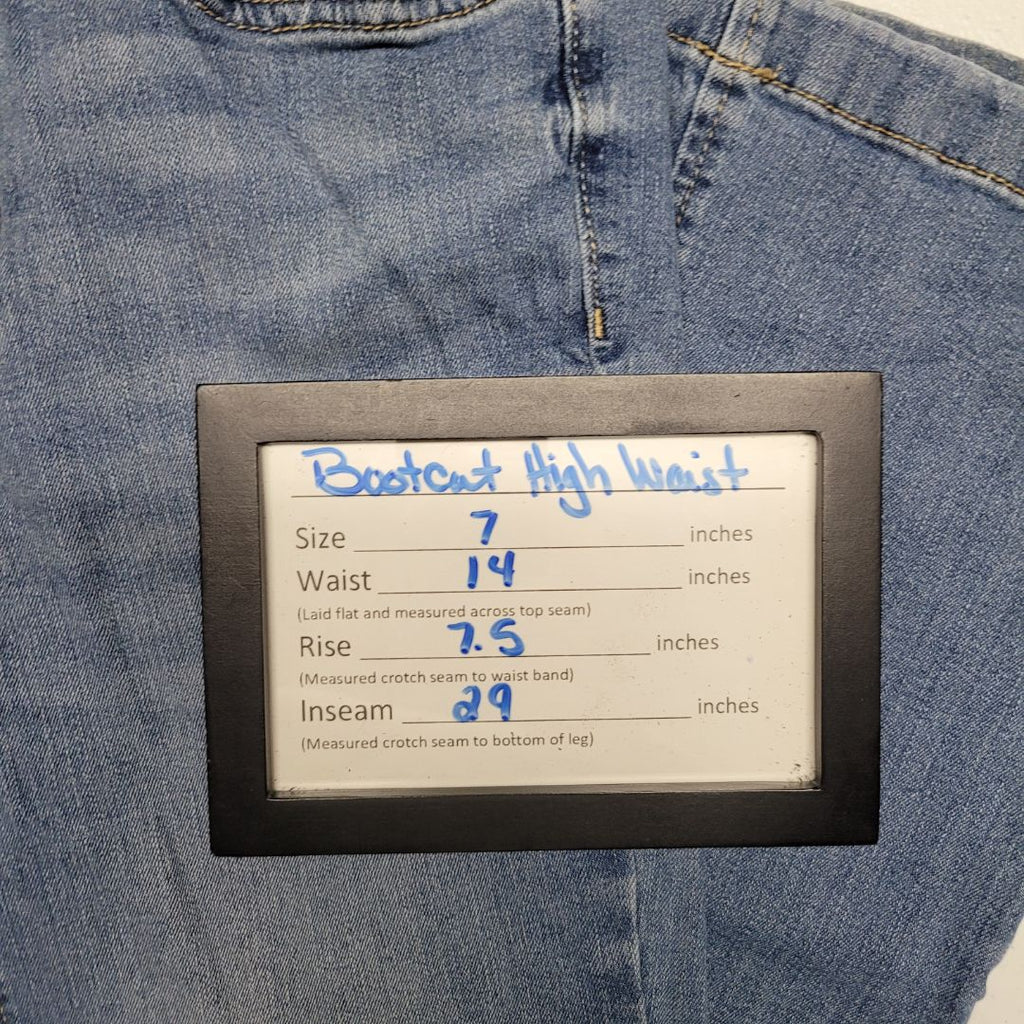 Bootcut High Waist
Size 7 inches
Waist 14 inches
(Laid flat and measured across top seam)
Rise 7.5 inches
(Measured crotch seam to waist band)
Inseam 29 inches
(Measured crotch seam to bottom of leg)